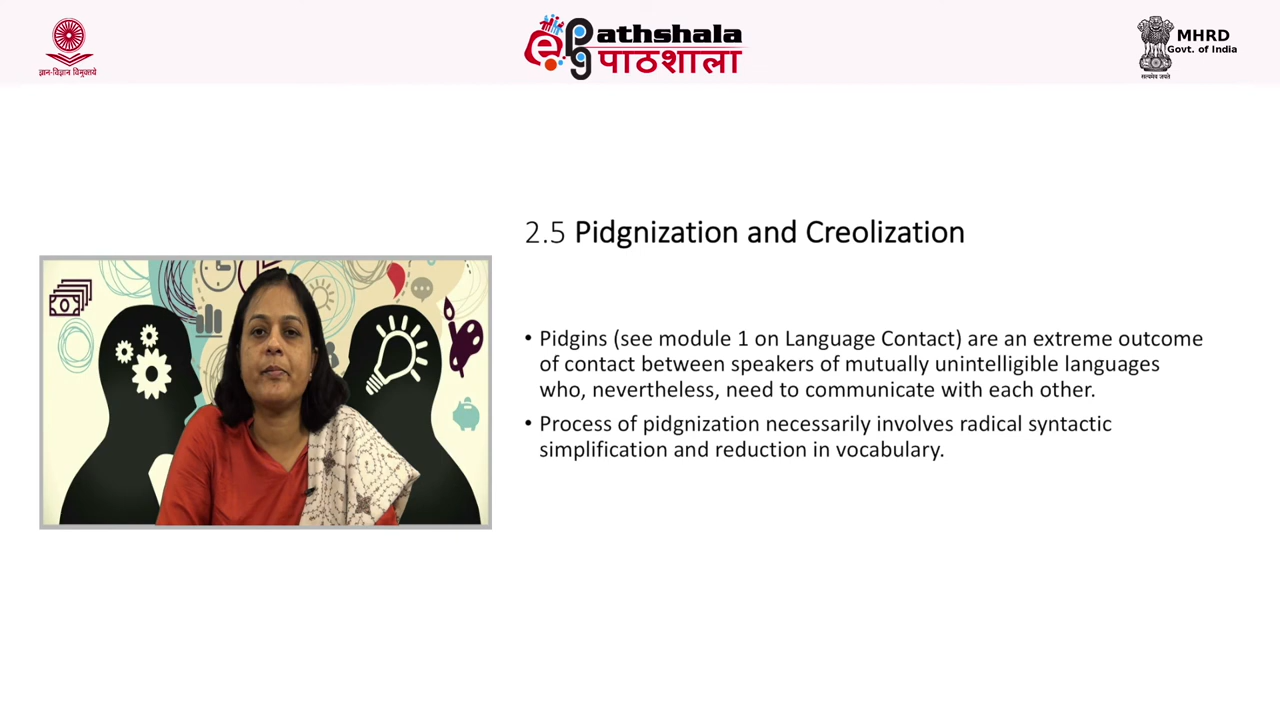 ज्ञान-विज्ञान विमुक्तये
e pg Pathshala
पाठशाला
MHRD
Govt. of India
सत्यमेव जयते
2.5 Pidgnization and Creolization
• Pidgins (see module 1 on Language Contact) are an extreme outcome
of contact between speakers of mutually unintelligible languages
who, nevertheless, need to communicate with each other.
• Process of pidgnization necessarily involves radical syntactic
simplification and reduction in vocabulary.